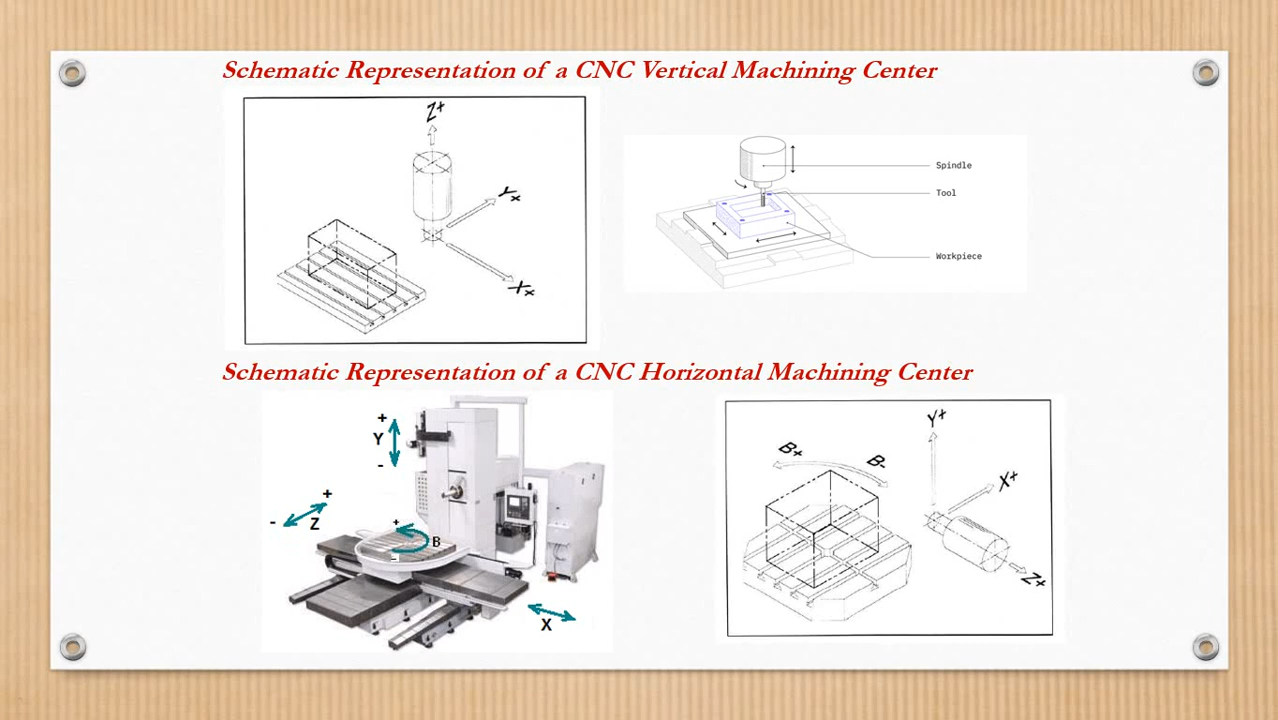 Schematic Representation of a CNC Vertical Machining Center
Z+
Y+
X+
Spindle
Tool
Workpiece
Schematic Representation of a CNC Horizontal Machining Center
+
Y
-
+
- Z
+
B
-
X
Y+
B+ B-
X+
Z+